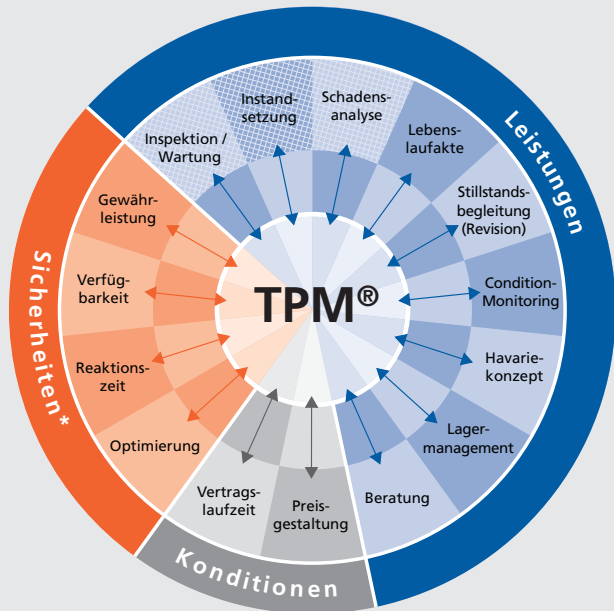 Leistungen
Instand-
setzung
Schadens-
analyse
Lebens-
laufakte
Stillstands-
begleitung
(Revision)
Condition-
Monitoring
Havarie-
konzept
Lager-
management
Beratung
Konditionen
Preis-
gestaltung
Vertrags-
laufzeit
Sicherheiten*
Optimierung
Reaktions-
zeit
Verfüg-
barkeit
Gewähr-
leistung
Inspektion /
Wartung
TPM®